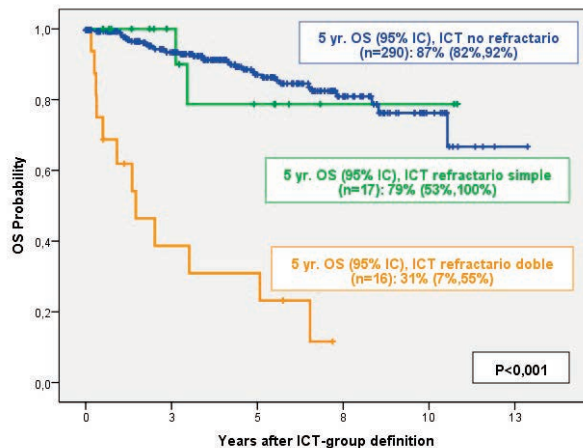 5 yr. OS (95% IC), ICT no refractario
(n=290): 87% (82%,92%)
5 yr. OS (95% IC), ICT refractario simple
(n=17): 79% (53%,100%)
5 yr. OS (95% IC), ICT refractario doble
(n=16): 31% (7%,55%)
P<0,001
OS Probability
1,0
0,8
0,6
0,4
0,2
0,0
0 3 5 8 10 13
Years after ICT-group definition